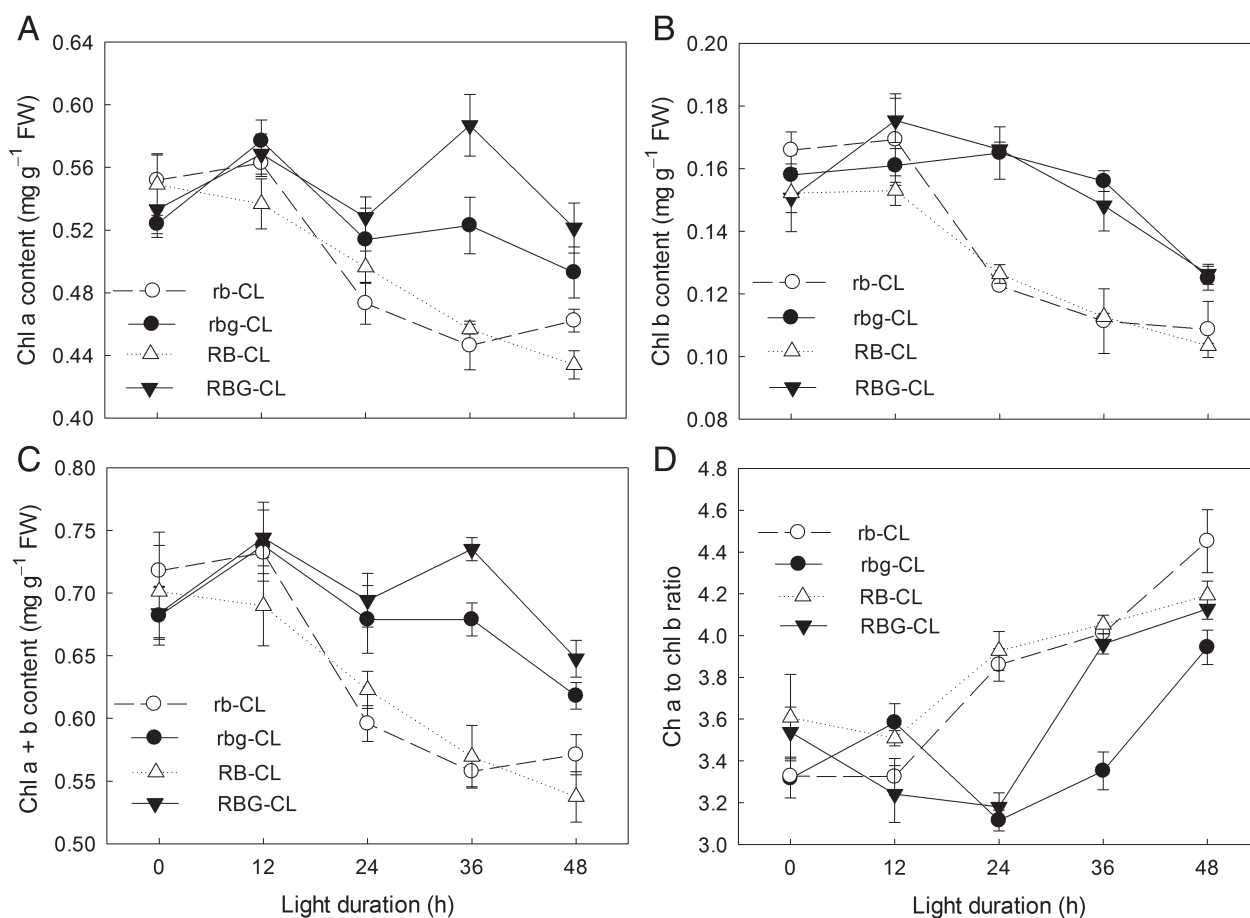 A
Chl a content (mg g⁻¹ FW)
0.64
0.60
0.56
0.52
0.48
0.44
0.40
rb-CL
rbg-CL
RB-CL
RBG-CL
B
Chl b content (mg g⁻¹ FW)
0.20
0.18
0.16
0.14
0.12
0.10
0.08
rb-CL
rbg-CL
RB-CL
RBG-CL
C
Chl a + b content (mg g⁻¹ FW)
0.80
0.75
0.70
0.65
0.60
0.55
0.50
rb-CL
rbg-CL
RB-CL
RBG-CL
0 12 24 36 48
Light duration (h)
D
Ch a to chl b ratio
4.8
4.6
4.4
4.2
4.0
3.8
3.6
3.4
3.2
3.0
rb-CL
rbg-CL
RB-CL
RBG-CL
0 12 24 36 48
Light duration (h)